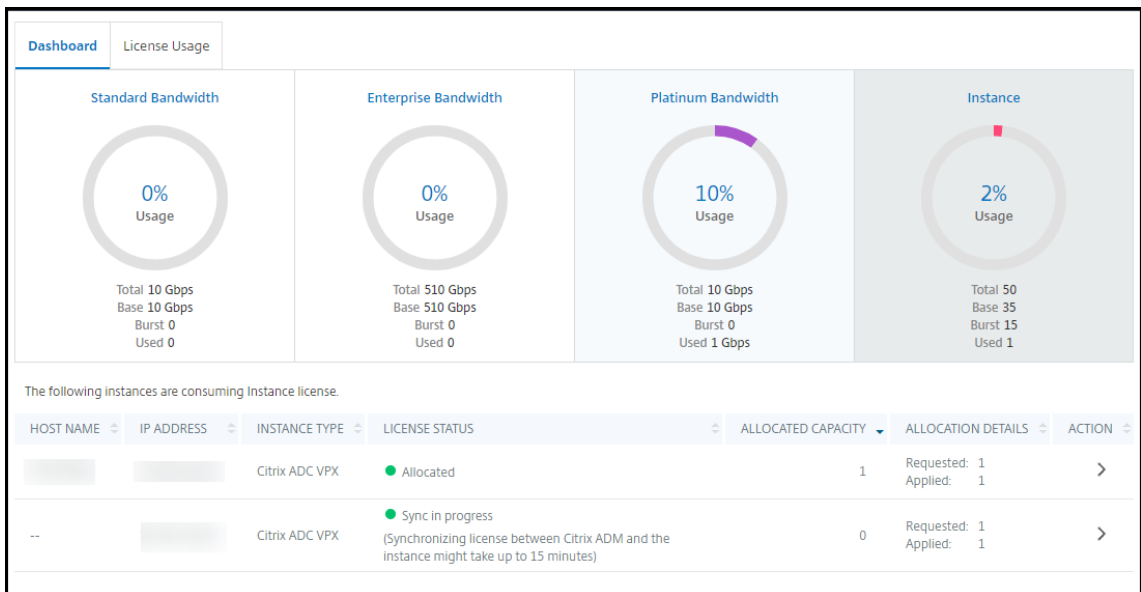 Dashboard License Usage
Standard Bandwidth Enterprise Bandwidth Platinum Bandwidth Instance
0% 0% 10% 2%
Usage Usage Usage Usage
Total 10 Gbps Total 510 Gbps Total 10 Gbps Total 50
Base 10 Gbps Base 510 Gbps Base 10 Gbps Base 35
Burst 0 Burst 0 Burst 0 Burst 15
Used 0 Used 0 Used 1 Gbps Used 1
The following instances are consuming Instance license.
HOST NAME IP ADDRESS INSTANCE TYPE LICENSE STATUS ALLOCATED CAPACITY ALLOCATION DETAILS ACTION
Citrix ADC VPX Allocated 1 Requested: 1
Applied: 1
Sync in progress
-- Citrix ADC VPX (Synchronizing license between Citrix ADM and the 0 Requested: 1
instance might take up to 15 minutes) Applied: 1